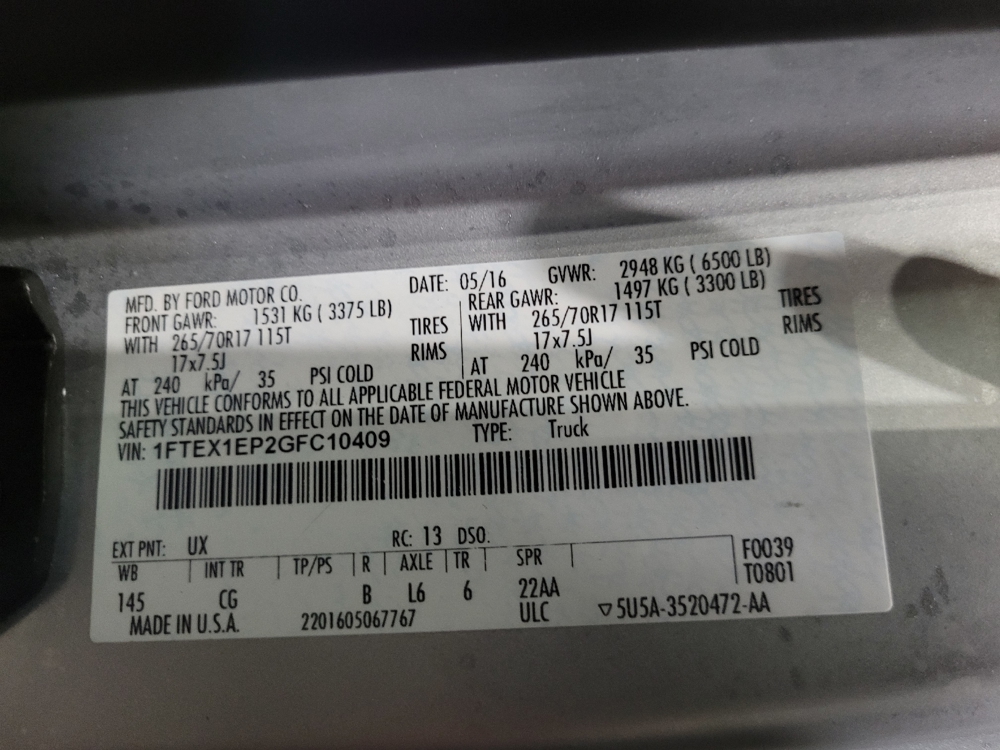 MFD. BY FORD MOTOR CO. DATE: 05/16 GVWR: 2948 KG ( 6500 LB)
FRONT GAWR: 1531 KG ( 3375 LB) REAR GAWR: 1497 KG ( 3300 LB)
WITH 265/70R17 115T TIRES WITH 265/70R17 115T TIRES
17x7.5J RIMS 17x7.5J RIMS
AT 240 kPa/ 35 PSI COLD AT 240 kPa/ 35 PSI COLD
THIS VEHICLE CONFORMS TO ALL APPLICABLE FEDERAL MOTOR VEHICLE
SAFETY STANDARDS IN EFFECT ON THE DATE OF MANUFACTURE SHOWN ABOVE.
VIN: 1FTEX1EP2GFC10409 TYPE: Truck
EXT PNT: UX RC: 13 DSO: F0039
WB INT TR TP/PS R AXLE TR SPR T0801
145 CG B L6 6 22AA
MADE IN U.S.A. 2201605067767 ULC ▽5U5A-3520472-AA